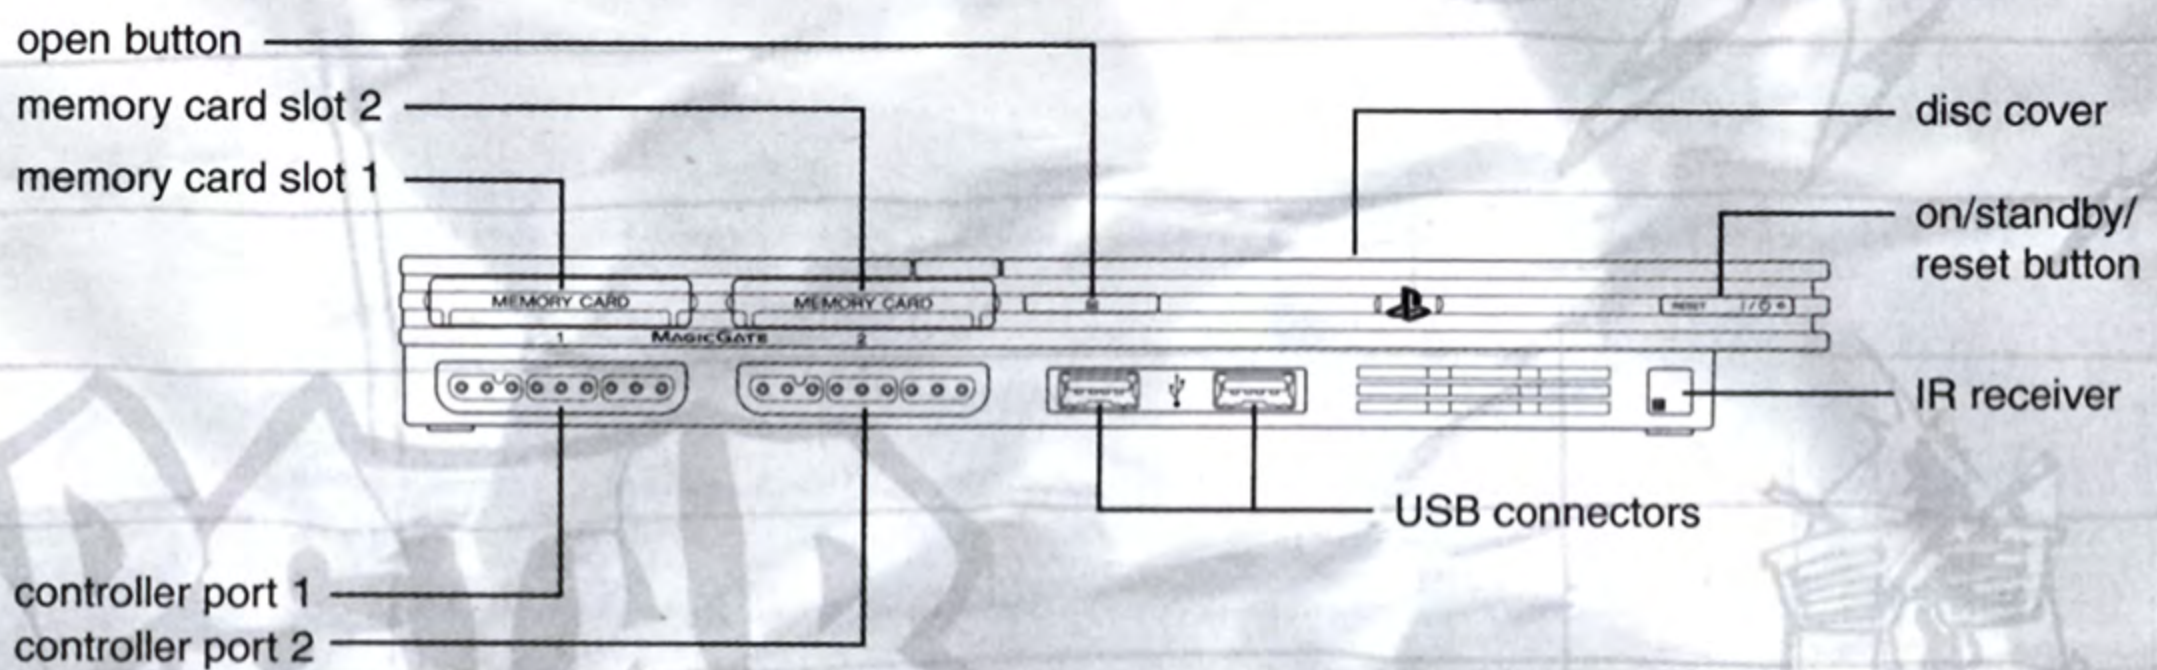 open button
memory card slot 2
memory card slot 1
disc cover
on/standby/
reset button
MEMORY CARD
MEMORY CARD
RESET
1
MAGICGATE
2
IR receiver
USB connectors
controller port 1
controller port 2